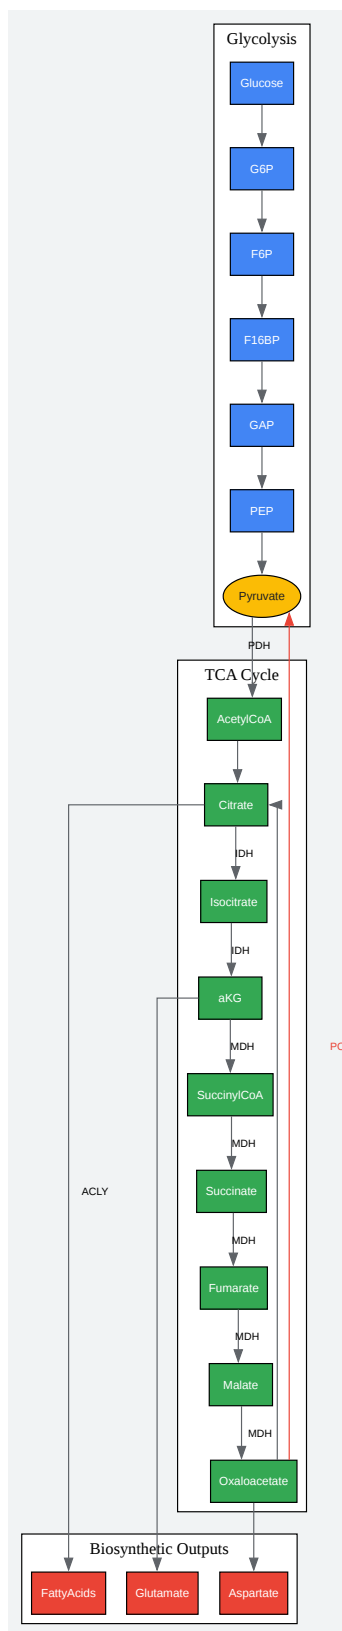 Glycolysis
Glucose
G6P
F6P
F16BP
GAP
PEP
Pyruvate
PDH
TCA Cycle
AcetylCoA
Citrate
IDH
Isocitrate
IDH
aKG
MDH
SuccinylCoA
MDH
ACLY
Succinate
MDH
Fumarate
MDH
Malate
MDH
Oxaloacetate
Biosynthetic Outputs
FattyAcids Glutamate Aspartate